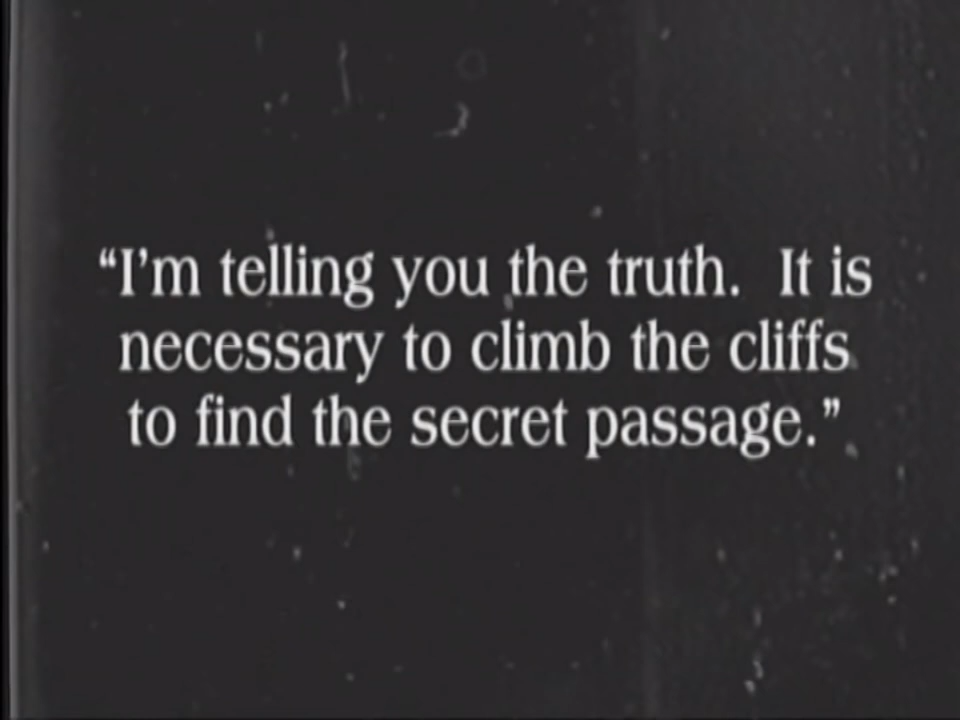 “I’m telling you the truth.  It is
necessary to climb the cliffs
to find the secret passage.”